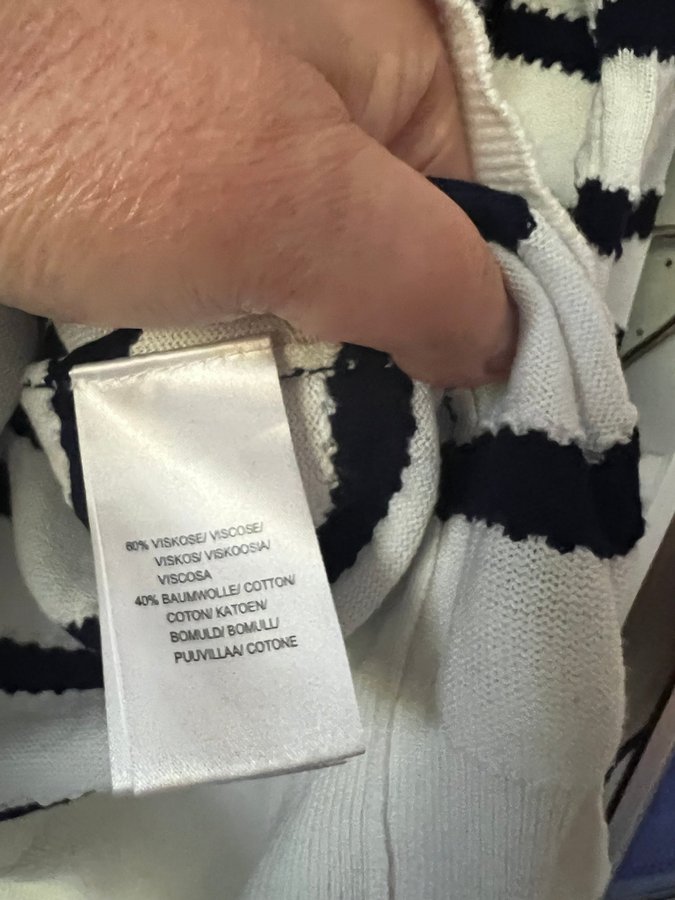 60% VISKOSE/ VISCOSE/
VISKOS/ VISKOOSIA/
VISCOSA
40% BAUMWOLLE/ COTTON/
COTON/ KATOEN/
BOMULD/ BOMULL/
PUUVILLAA/ COTONE